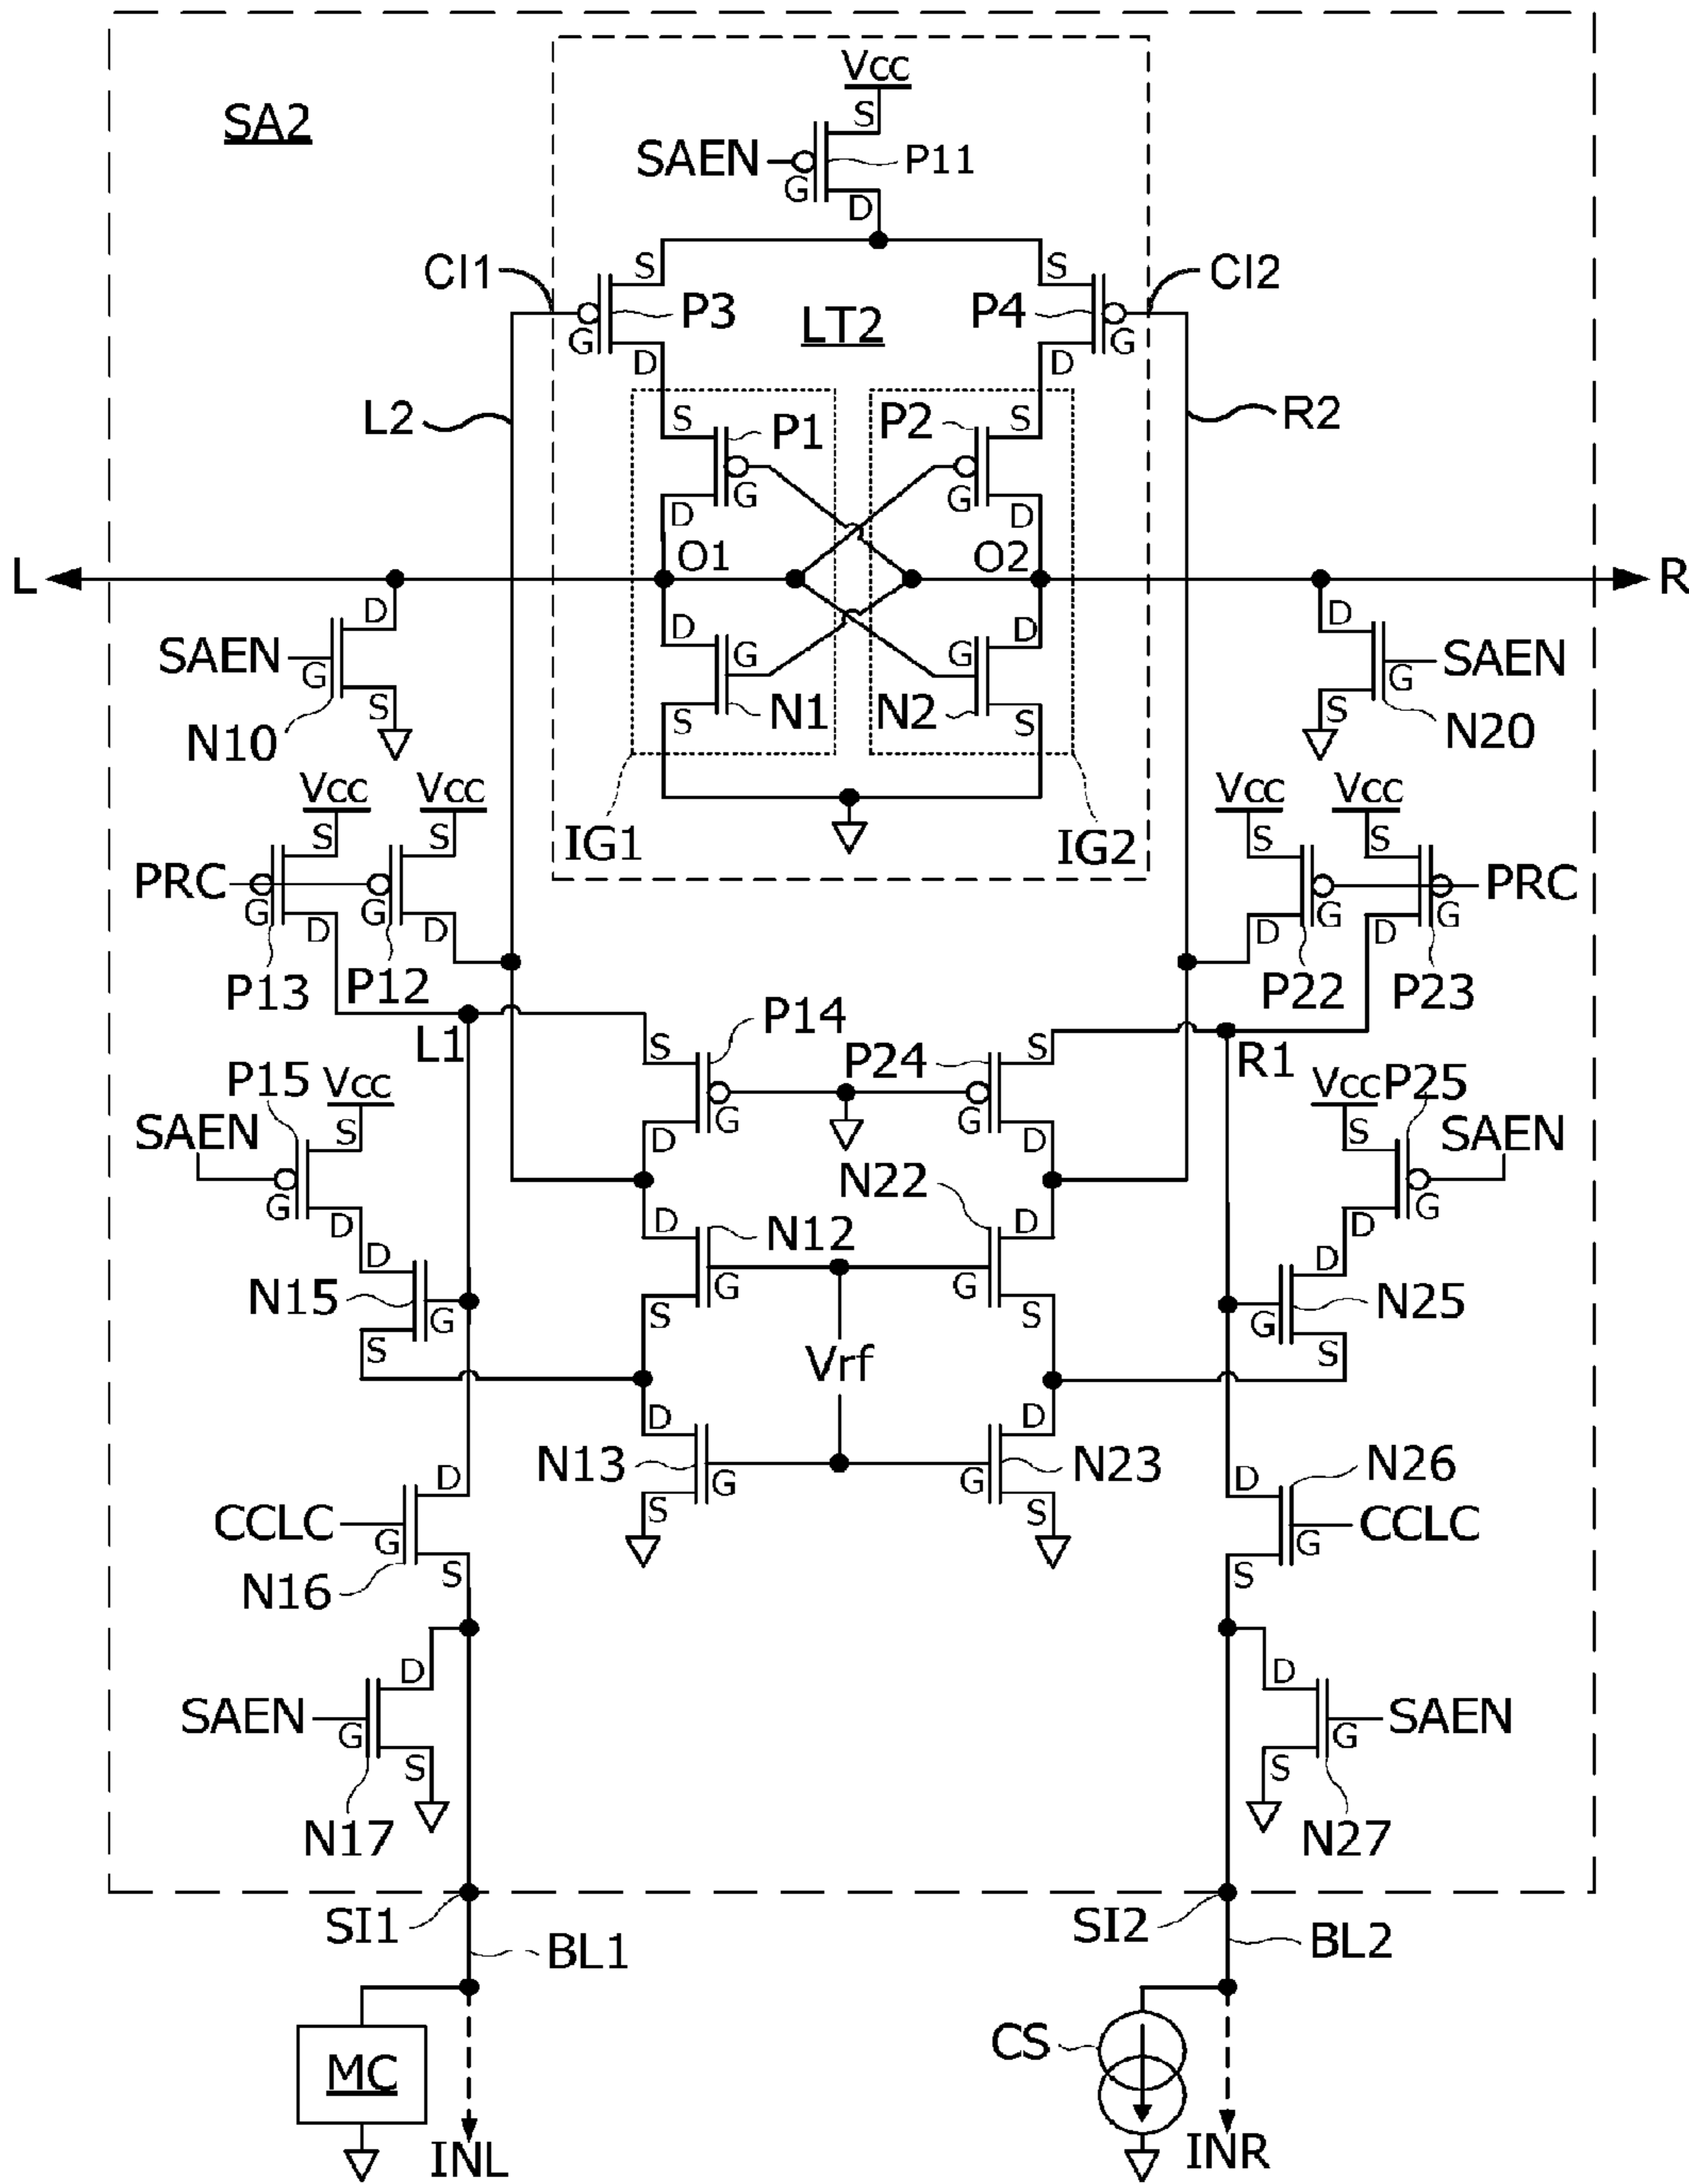 SA2
Vcc
S
SAEN
P11
G
D
CI1
S
S
CI2
P3
LT2
P4
G
G
D
D
L2
R2
S
P1
P2
S
G
G
D
D
L
O1
O2
R
D
D
D
D
SAEN
G
G
G
G
SAEN
S
N1
N2
S
S
S
N10
N20
Vcc
Vcc
Vcc
Vcc
S
S
IG1
IG2
S
S
PRC
G
G
G
G
PRC
D
D
D
D
P13
P12
P22
P23
P14
L1
S
P24
S
R1
P15
Vcc
Vcc
P25
SAEN
S
G
G
S
SAEN
G
D
D
G
D
N22
D
D
D
N12
D
D
N15
G
G
G
G
N25
S
S
S
S
Vrf
D
D
N13
G
G
N23
D
S
S
D
N26
CCLC
G
G
CCLC
N16
S
S
D
D
SAEN
G
G
SAEN
S
S
N17
N27
SI1
SI2
BL1
BL2
CS
MC
INL
INR